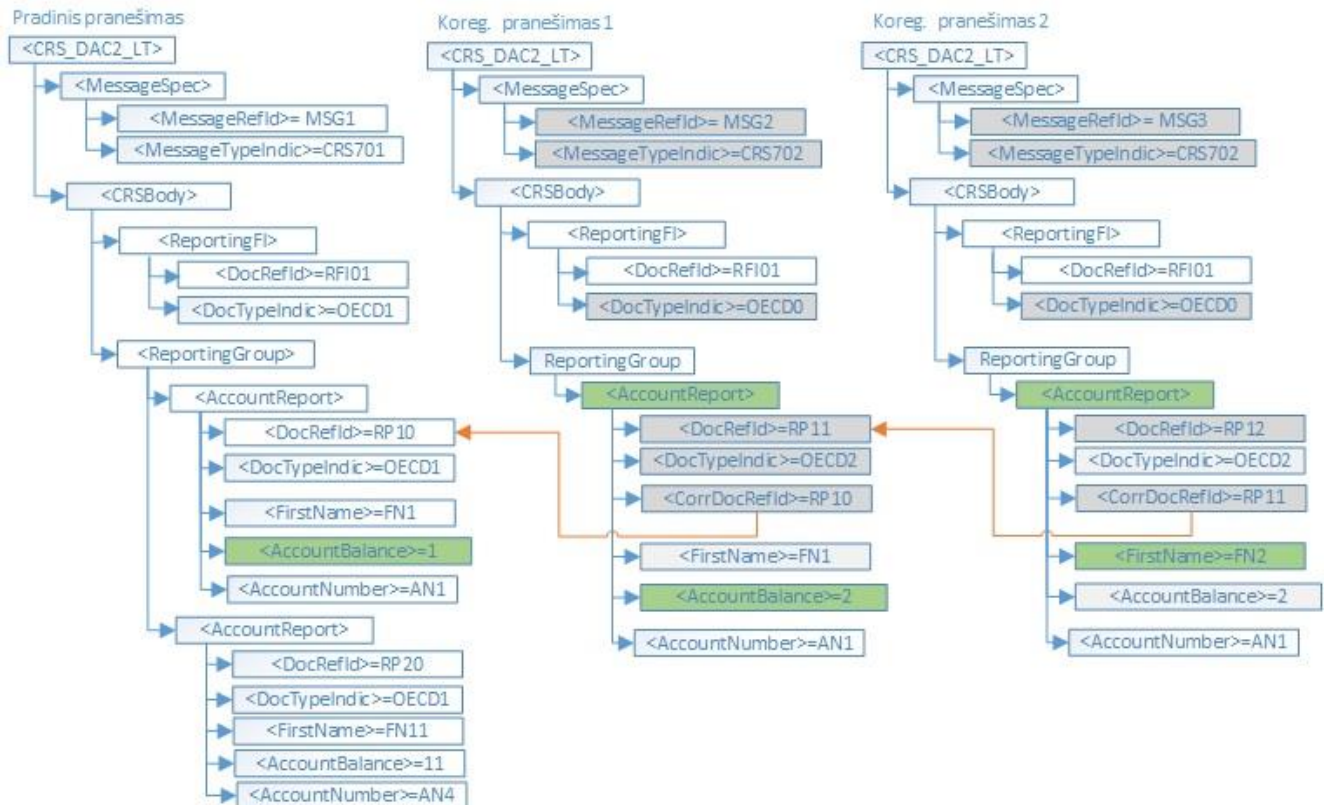 Pradinis pranešimas
<CRS_DAC2_LT>
<MessageSpec>
<MessageRefId>= MSG1
<MessageTypeIndic>=CRS701
<CRSBody>
<ReportingFI>
<DocRefId>=RFI01
<DocTypeIndic>=OECD1
<ReportingGroup>
<AccountReport>
<DocRefId>=RP10
<DocTypeIndic>=OECD1
<FirstName>=FN1
<AccountBalance>=1
<AccountNumber>=AN1
<AccountReport>
<DocRefId>=RP20
<DocTypeIndic>=OECD1
<FirstName>=FN11
<AccountBalance>=11
<AccountNumber>=AN4
Koreg. pranešimas 1
<CRS_DAC2_LT>
<MessageSpec>
<MessageRefId>= MSG2
<MessageTypeIndic>=CRS702
<CRSBody>
<ReportingFI>
<DocRefId>=RFI01
<DocTypeIndic>=OECD0
ReportingGroup
<AccountReport>
<DocRefId>=RP11
<DocTypeIndic>=OECD2
<CorrDocRefId>=RP10
<FirstName>=FN1
<AccountBalance>=2
<AccountNumber>=AN1
Koreg. pranešimas 2
<CRS_DAC2_LT>
<MessageSpec>
<MessageRefId>= MSG3
<MessageTypeIndic>=CRS702
<CRSBody>
<ReportingFI>
<DocRefId>=RFI01
<DocTypeIndic>=OECD0
ReportingGroup
<AccountReport>
<DocRefId>=RP12
<DocTypeIndic>=OECD2
<CorrDocRefId>=RP11
<FirstName>=FN2
<AccountBalance>=2
<AccountNumber>=AN1